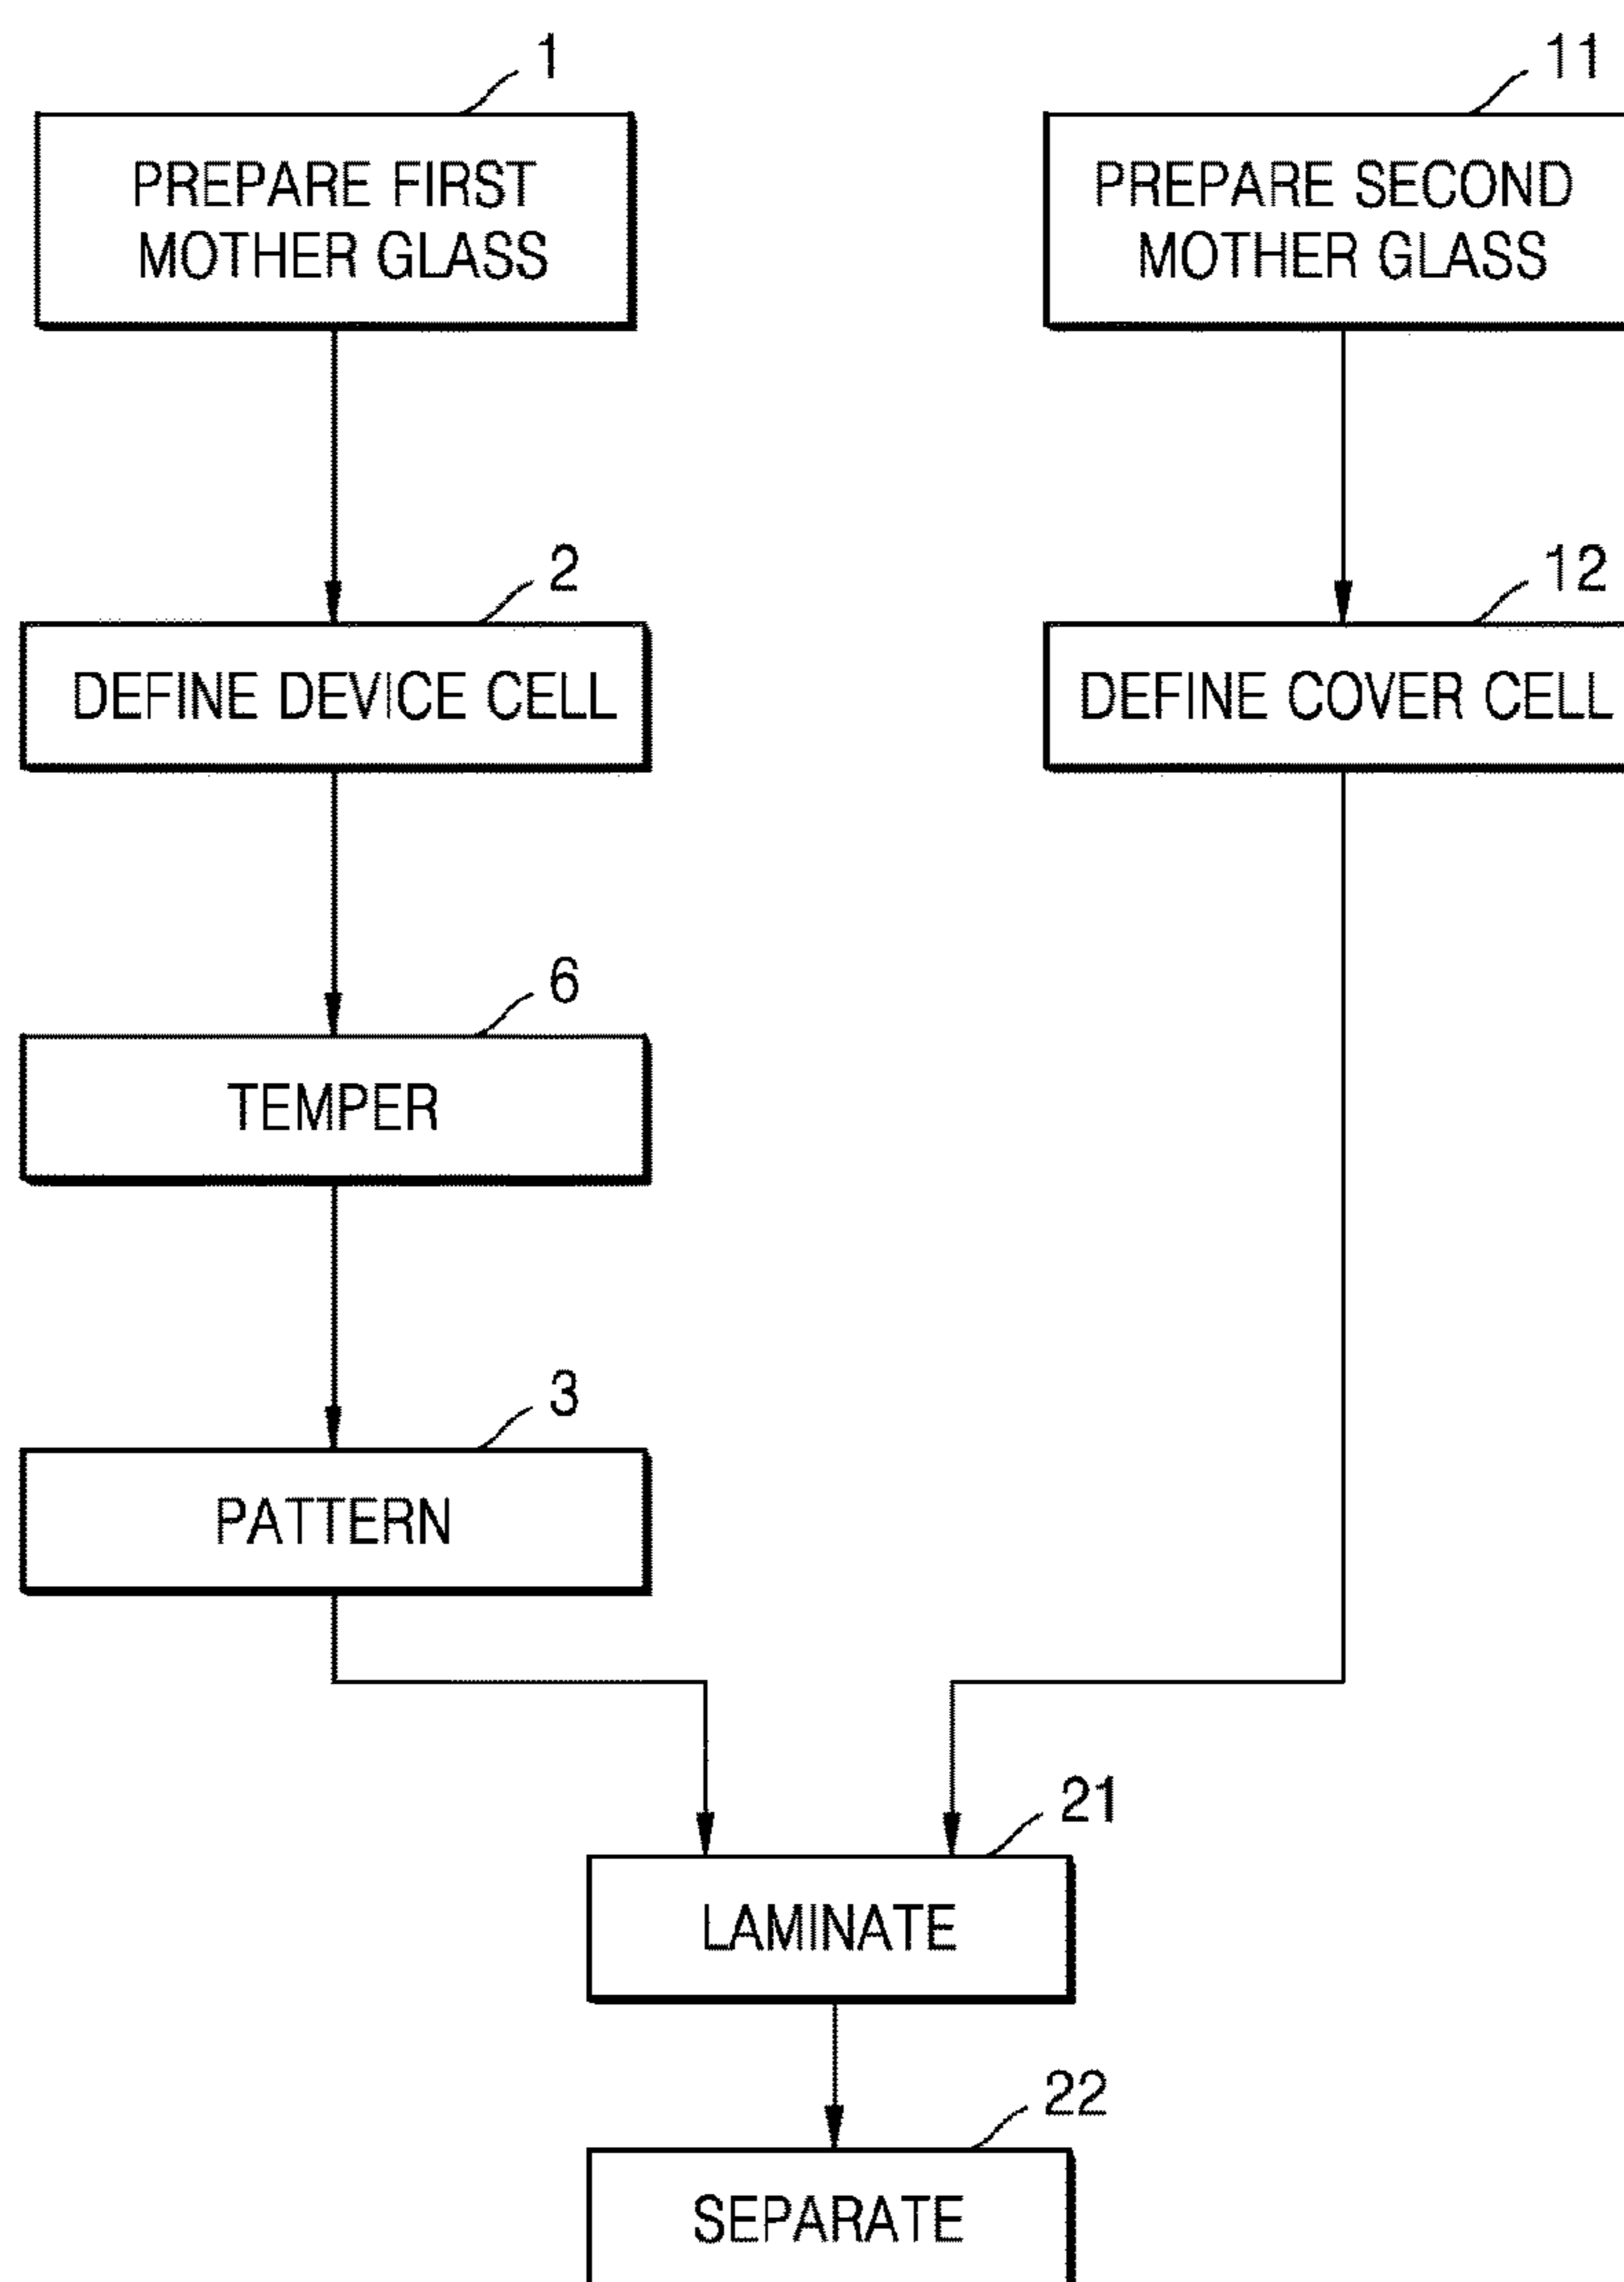 1
PREPARE FIRST
MOTHER GLASS
11
PREPARE SECOND
MOTHER GLASS
2
DEFINE DEVICE CELL
12
DEFINE COVER CELL
6
TEMPER
3
PATTERN
21
LAMINATE
22
SEPARATE